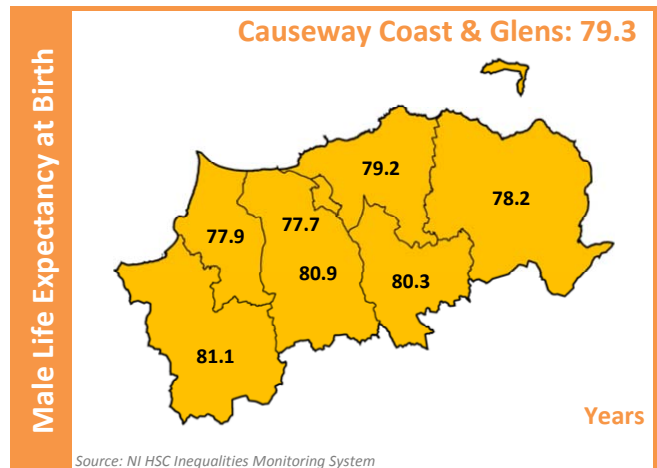 Male Life Expectancy at Birth
Causeway Coast & Glens: 79.3
79.2
78.2
77.7
77.9
80.9
80.3
81.1
Years
Source: NI HSC Inequalities Monitoring System